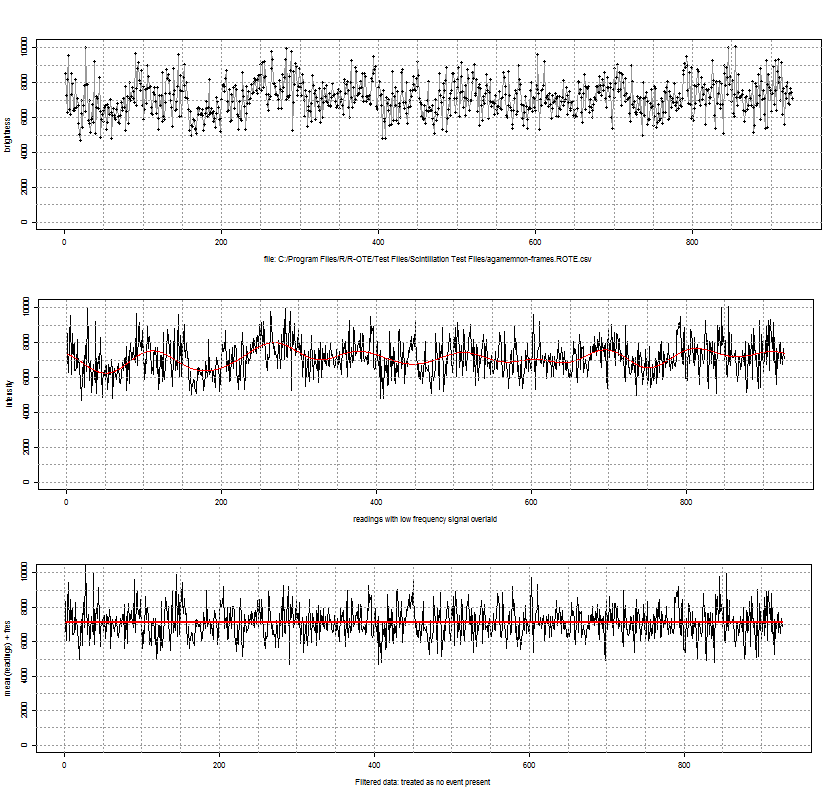 10000
8000
6000
4000
2000
0
brightness
0 200 400 600 800
file: C:/Program Files/R/R-OTE/Test Files/Scintillation Test Files/agamemnon-frames.ROTE.csv
10000
8000
6000
4000
2000
0
intensity
0 200 400 600 800
readings with low frequency signal overlaid
10000
8000
6000
4000
2000
0
0 200 400 600 800
Filtered data: treated as no event present